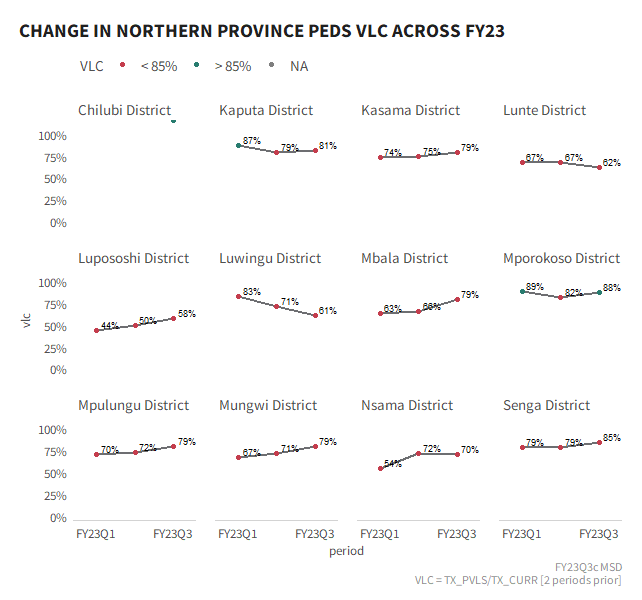 CHANGE IN NORTHERN PROVINCE PEDS VLC ACROSS FY23
VLC < 85% > 85% NA
Chilubi District Kaputa District Kasama District Lunte District
100%
75%
50%
25%
0%
87% 79% 81%
74% 75% 79%
67% 67% 62%
Lupososhi District Luwingu District Mbala District Mporokoso District
100%
75%
50%
25%
0%
44% 50% 58%
83% 71% 61%
63% 66% 79%
89% 82% 88%
vlc
Mpulungu District Mungwi District Nsama District Senga District
100%
75%
50%
25%
0%
70% 72% 79%
67% 71% 79%
54% 72% 70%
79% 79% 85%
FY23Q1 FY23Q3 FY23Q1 FY23Q3 FY23Q1 FY23Q3 FY23Q1 FY23Q3
period
FY23Q3c MSD
VLC = TX_PVLS/TX_CURR [2 periods prior]